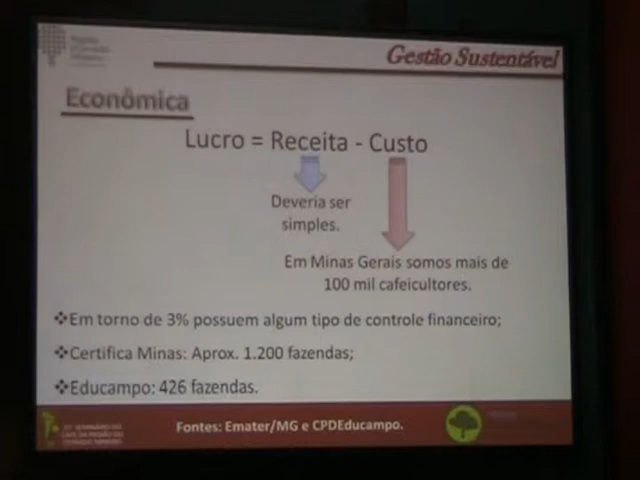 Gestão Sustentável
Econômica
Lucro = Receita - Custo
Deveria ser
simples.
Em Minas Gerais somos mais de
100 mil cafeicultores.
❖Em torno de 3% possuem algum tipo de controle financeiro;
❖Certifica Minas: Aprox. 1.200 fazendas;
❖Educampo: 426 fazendas.
Fontes: Emater/MG e CPDEducampo.